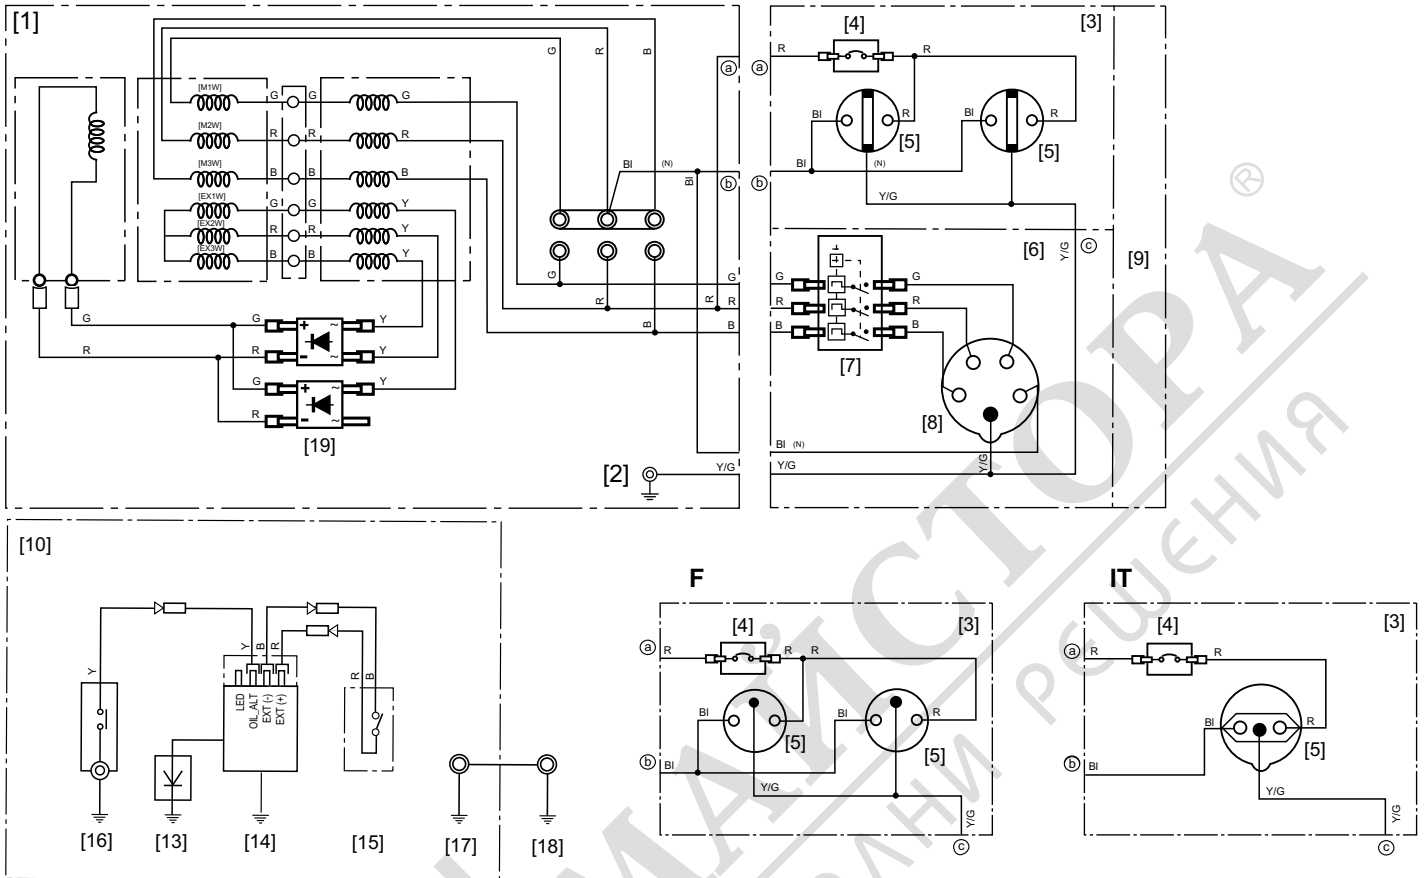 [1]
G
R
B
[M1W]
G
G
G
[M2W]
R
R
R
[M3W]
B
B
B
[EX1W]
G
G
Y
[EX2W]
R
R
Y
[EX3W]
B
B
Y
Bl
(N)
Bl
a
b
G
R
B
R
G
R
B
G
G
+
~
Y
R
-
~
Y
G
+
~
Y
R
-
~
[19]
[2]
Y/G
[3]
[4]
a
R
R
Bl
R
[5]
Bl
R
[5]
b
Bl
(N)
Y/G
[6]
Y/G
c
[9]
G
G
R
R
B
B
[7]
[8]
Bl
(N)
Y/G
Y/G
[10]
Y
Y
B
R
LED
OIL_ALT
EXT (-)
EXT (+)
R
B
[16]
[13]
[14]
[15]
[17]
[18]
F
[3]
[4]
a
R
R
R
Bl
[5]
Bl
R
[5]
b
Bl
Y/G
Y/G
c
IT
[3]
[4]
a
R
R
Bl
R
[5]
b
Bl
Y/G
Y/G
c
МАЙСТОРА
®
РЕШЕНИЯ